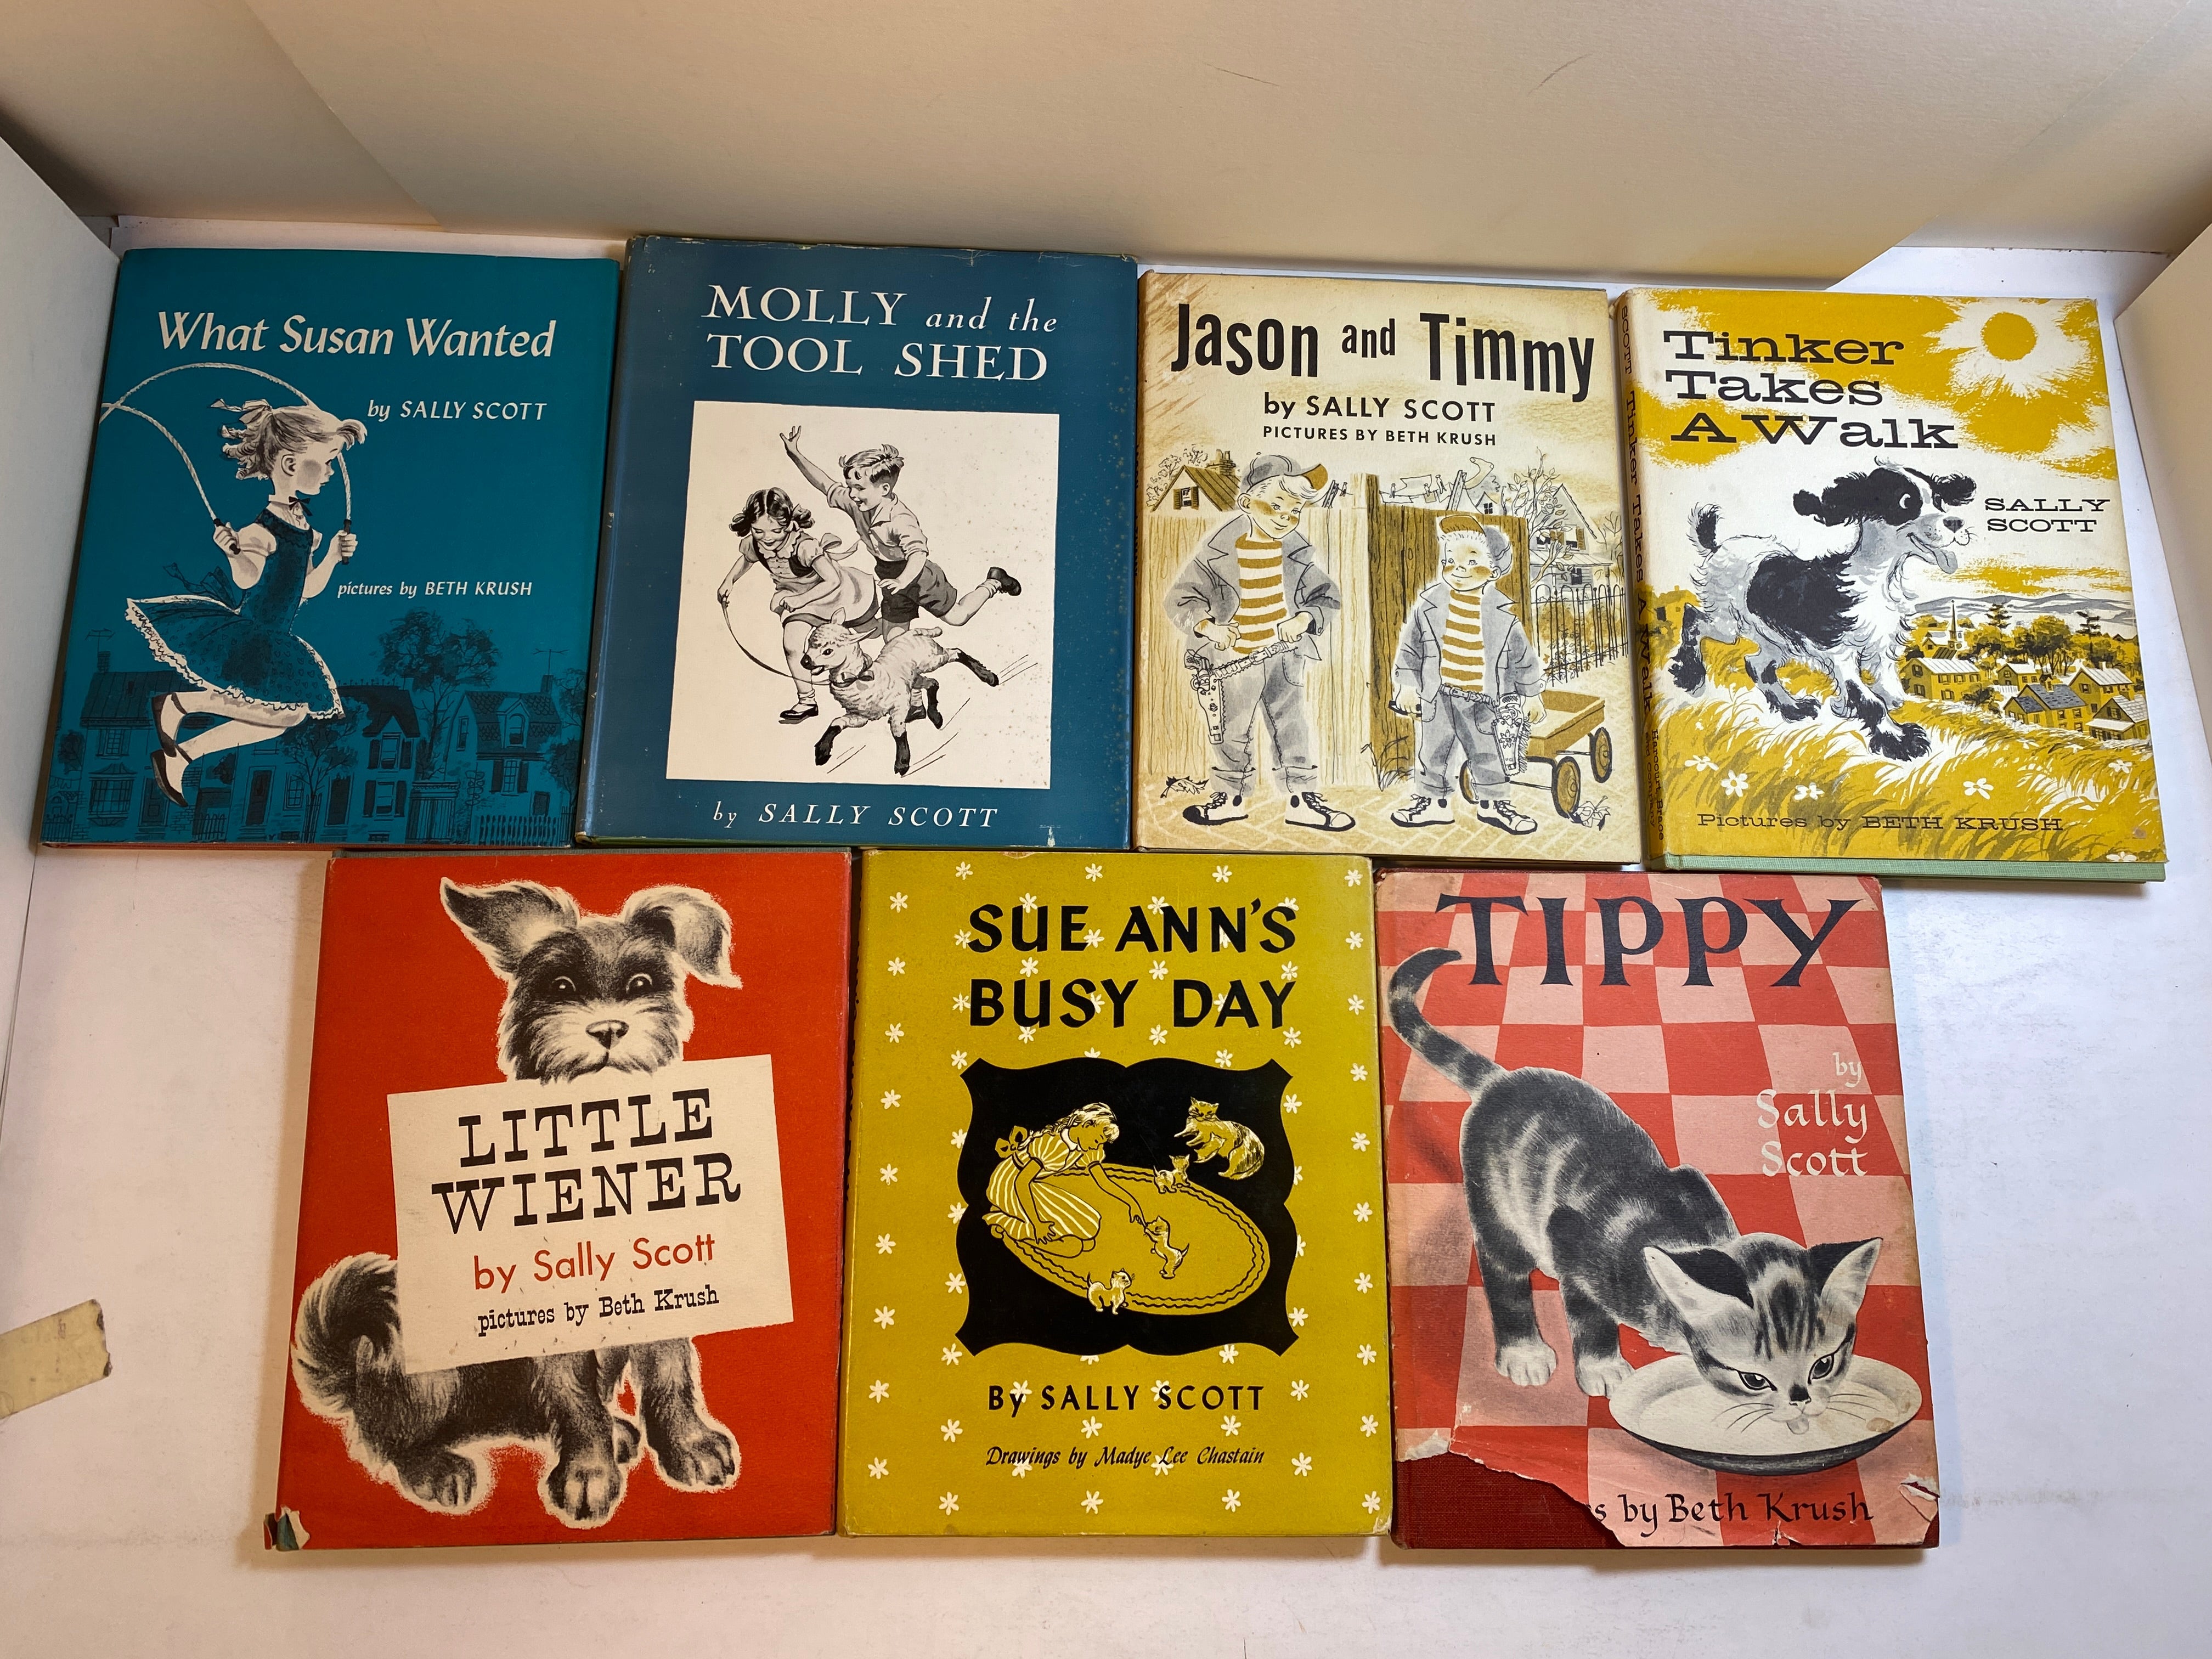 What Susan Wanted
by SALLY SCOTT
pictures by BETH KRUSH
MOLLY and the
TOOL SHED
by SALLY SCOTT
Jason and Timmy
by SALLY SCOTT
PICTURES BY BETH KRUSH
SCOTT Tinker Takes A Walk Harcourt Brace
Tinker
Takes
A Walk
SALLY
SCOTT
Pictures by BETH KRUSH
LITTLE
WIENER
by Sally Scott
pictures by Beth Krush
SUE ANN'S
BUSY DAY
By SALLY SCOTT
Drawings by Madye Lee Chastain
TIPPY
by
Sally
Scott
s by Beth Krush